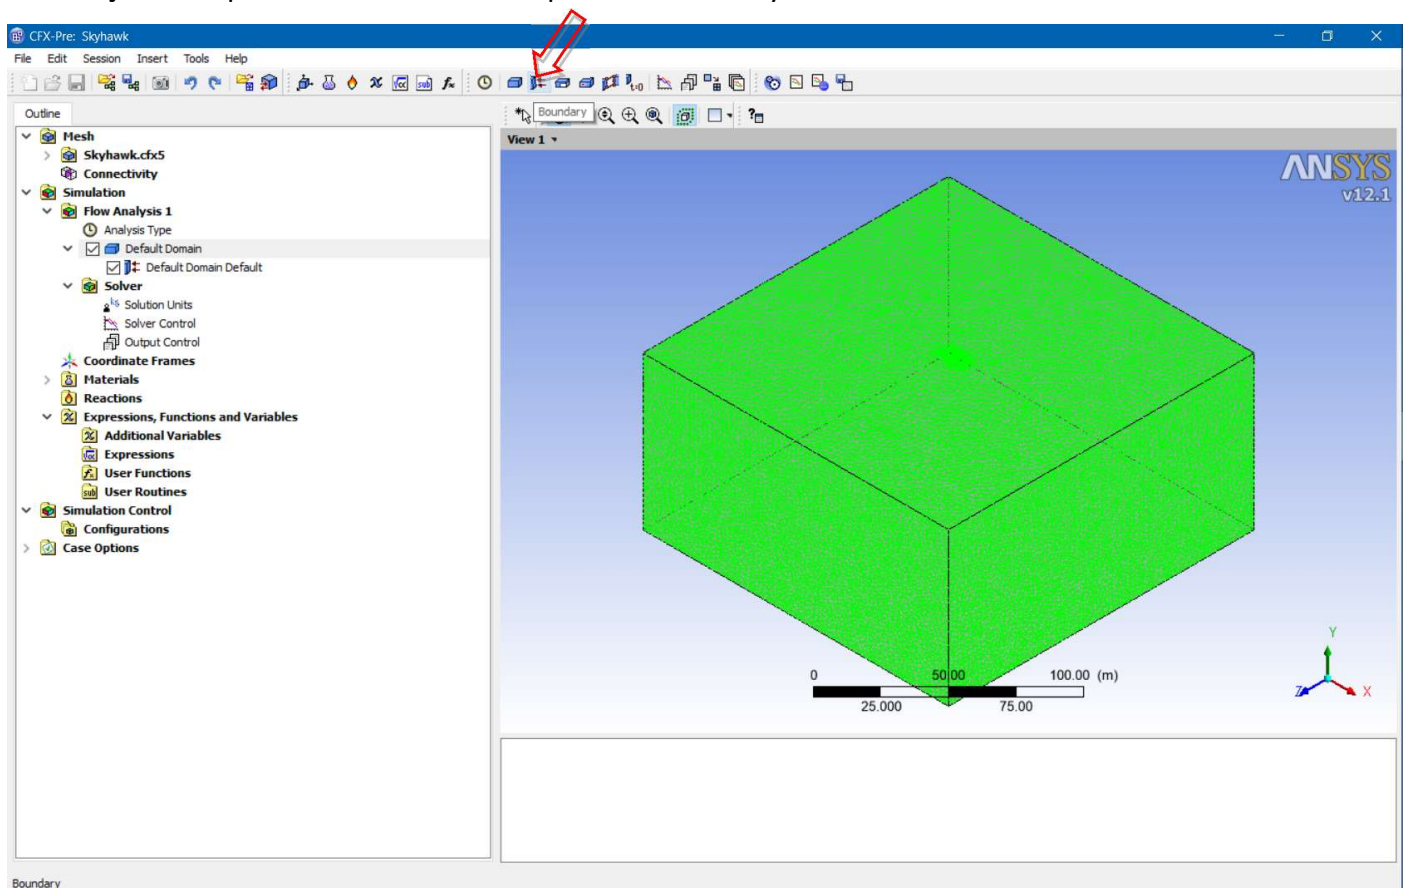 CFX-Pre: Skyhawk
File Edit Session Insert Tools Help
Outline
Boundary
View 1
Mesh
Skyhawk.cfx5
Connectivity
Simulation
Flow Analysis 1
Analysis Type
Default Domain
Default Domain Default
Solver
Solution Units
Solver Control
Output Control
Coordinate Frames
Materials
Reactions
Expressions, Functions and Variables
Additional Variables
Expressions
User Functions
User Routines
Simulation Control
Configurations
Case Options
ANSYS
v12.1
0 50.00 100.00 (m)
25.000 75.00
Y
Z X
Boundary